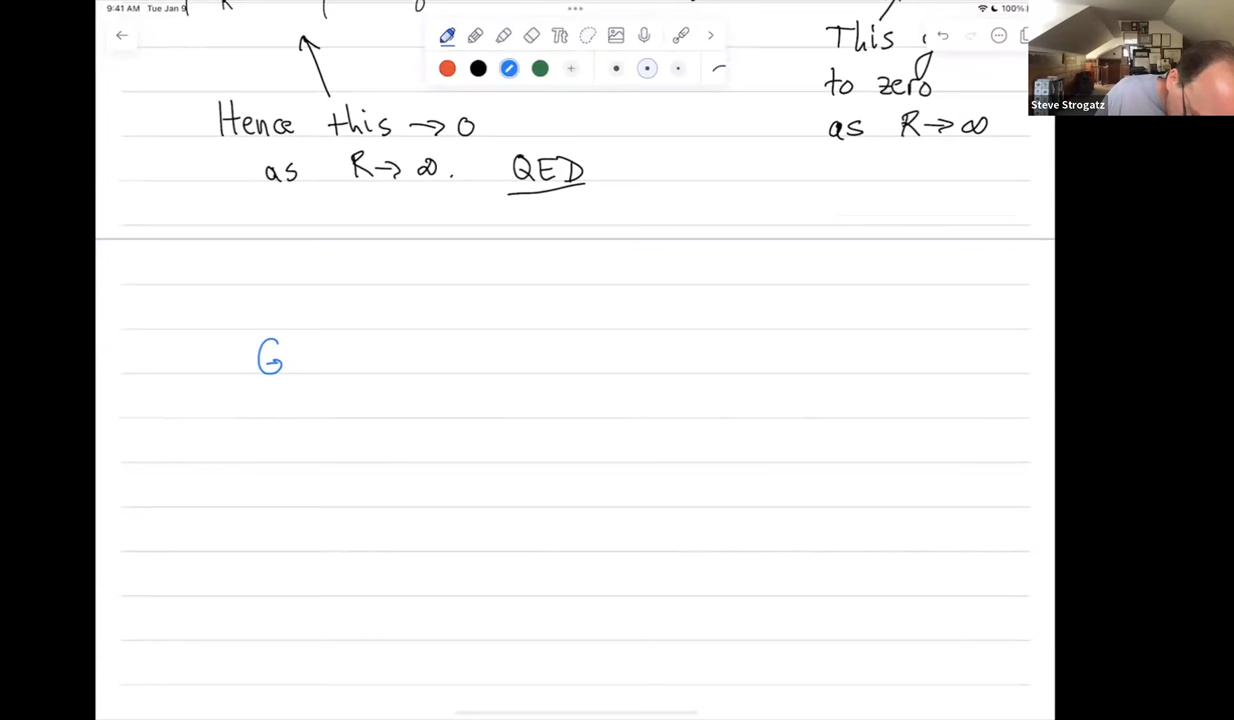 9:41 AM Tue Jan 9
100%
This
to zero
as R → ∞
Steve Strogatz
Hence this → 0
as R → ∞. QED
G